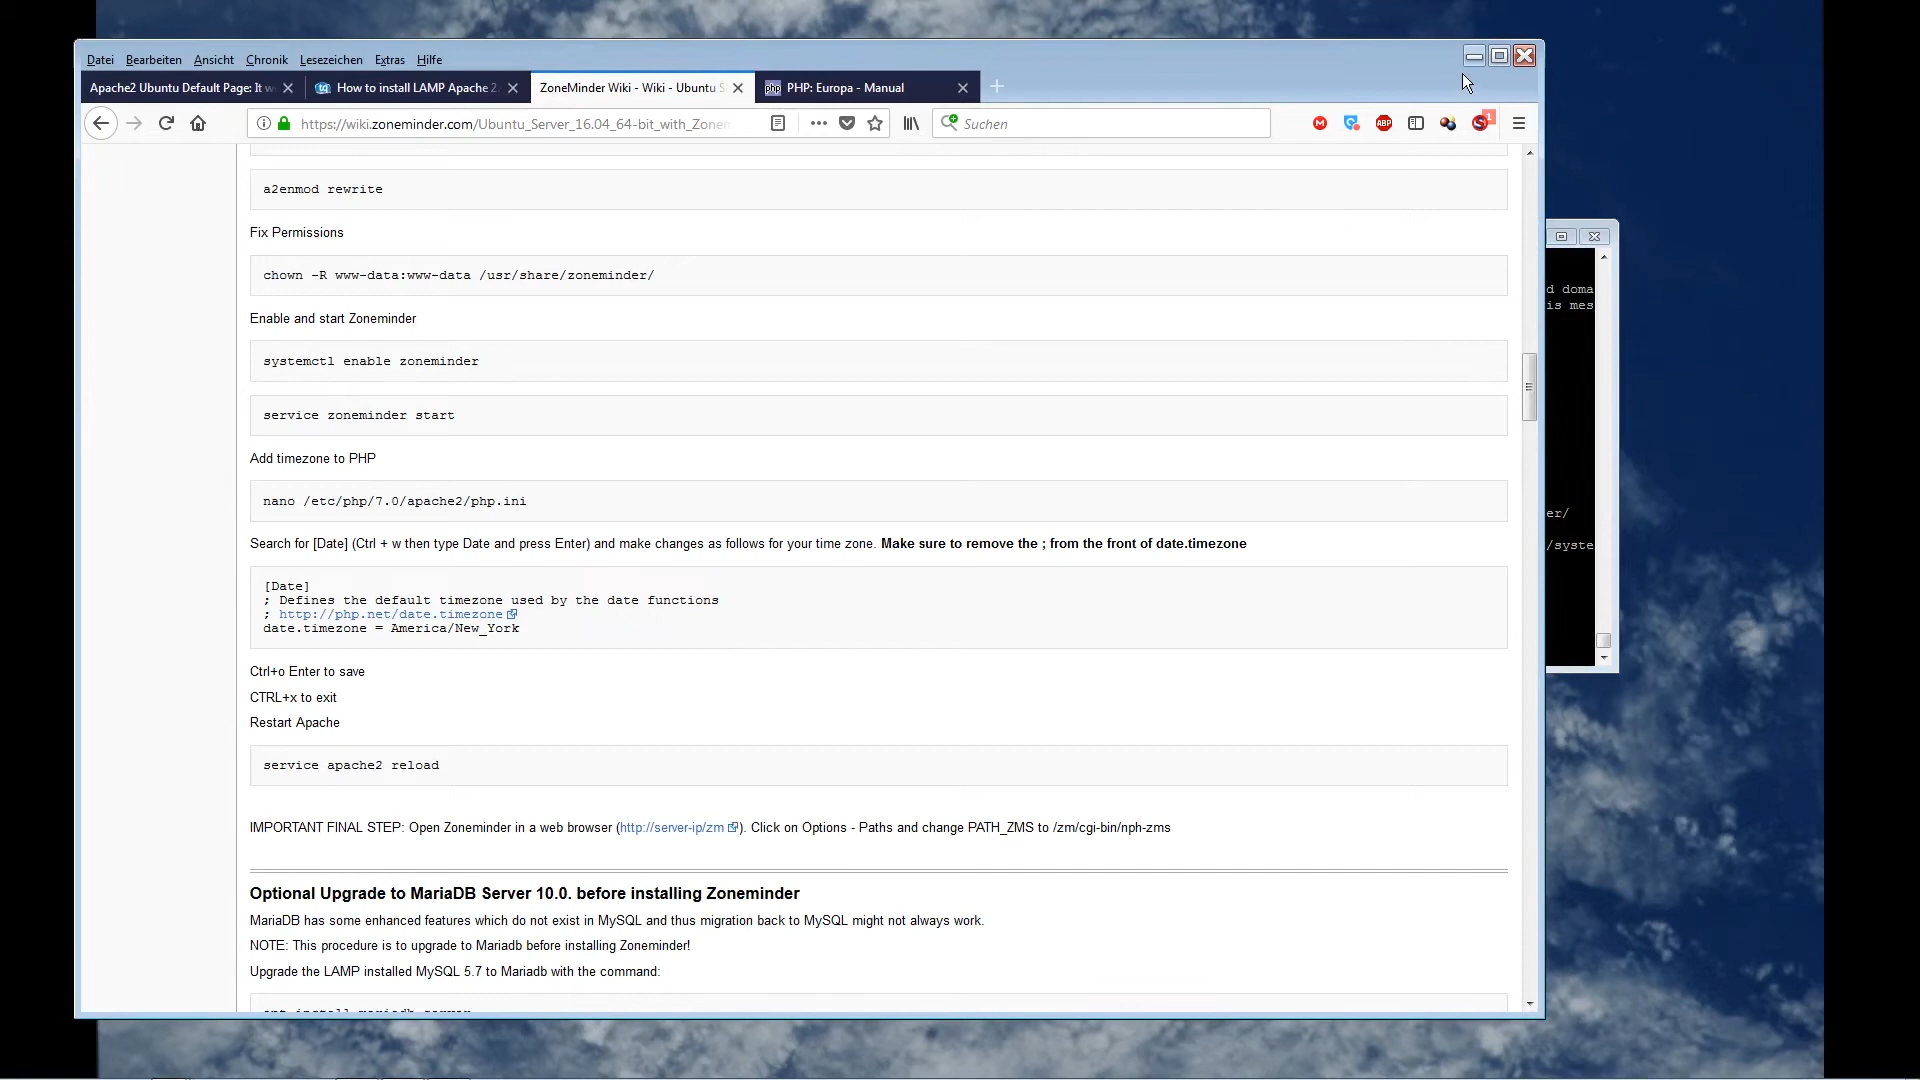 Datei Bearbeiten Ansicht Chronik Lesezeichen Extras Hilfe
Apache2 Ubuntu Default Page: It w
How to install LAMP Apache 2.
ZoneMinder Wiki - Wiki - Ubuntu S
php PHP: Europa - Manual
https://wiki.zoneminder.com/Ubuntu_Server_16.04_64-bit_with_Zonem
Suchen
ABP
1
a2enmod rewrite
Fix Permissions
chown -R www-data:www-data /usr/share/zoneminder/
Enable and start Zoneminder
systemctl enable zoneminder
service zoneminder start
Add timezone to PHP
nano /etc/php/7.0/apache2/php.ini
Search for [Date] (Ctrl + w then type Date and press Enter) and make changes as follows for your time zone. Make sure to remove the ; from the front of date.timezone
[Date]
; Defines the default timezone used by the date functions
; http://php.net/date.timezone
date.timezone = America/New_York
Ctrl+o Enter to save
CTRL+x to exit
Restart Apache
service apache2 reload
IMPORTANT FINAL STEP: Open Zoneminder in a web browser (http://server-ip/zm). Click on Options - Paths and change PATH_ZMS to /zm/cgi-bin/nph-zms
Optional Upgrade to MariaDB Server 10.0. before installing Zoneminder
MariaDB has some enhanced features which do not exist in MySQL and thus migration back to MySQL might not always work.
NOTE: This procedure is to upgrade to Mariadb before installing Zoneminder!
Upgrade the LAMP installed MySQL 5.7 to Mariadb with the command:
d doma
is mes
er/
/syste